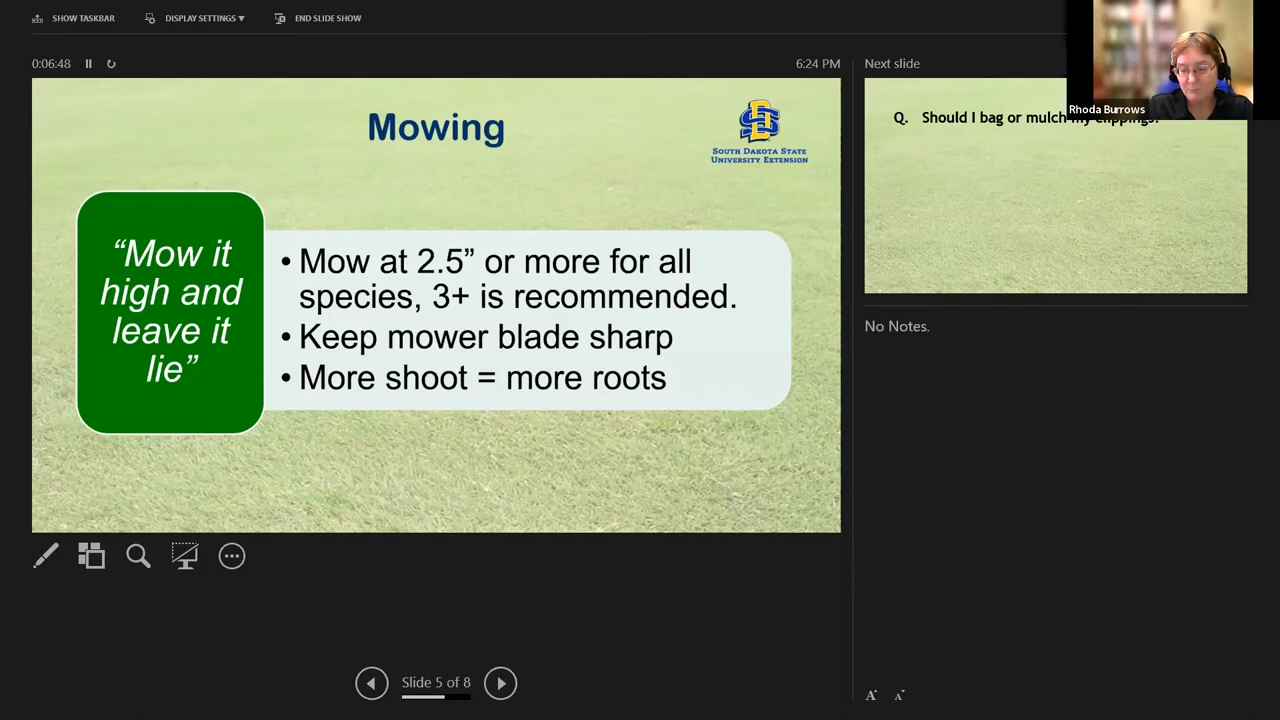 SHOW TASKBAR
DISPLAY SETTINGS ▼
END SLIDE SHOW
0:06:48
6:24 PM
Mowing
SOUTH DAKOTA STATE
UNIVERSITY EXTENSION
“Mow it
high and
leave it
lie”
• Mow at 2.5” or more for all
species, 3+ is recommended.
• Keep mower blade sharp
• More shoot = more roots
Slide 5 of 8
Next slide
Rhoda Burrows
Q. Should I bag or mulch my clippings?
No Notes.
A
A